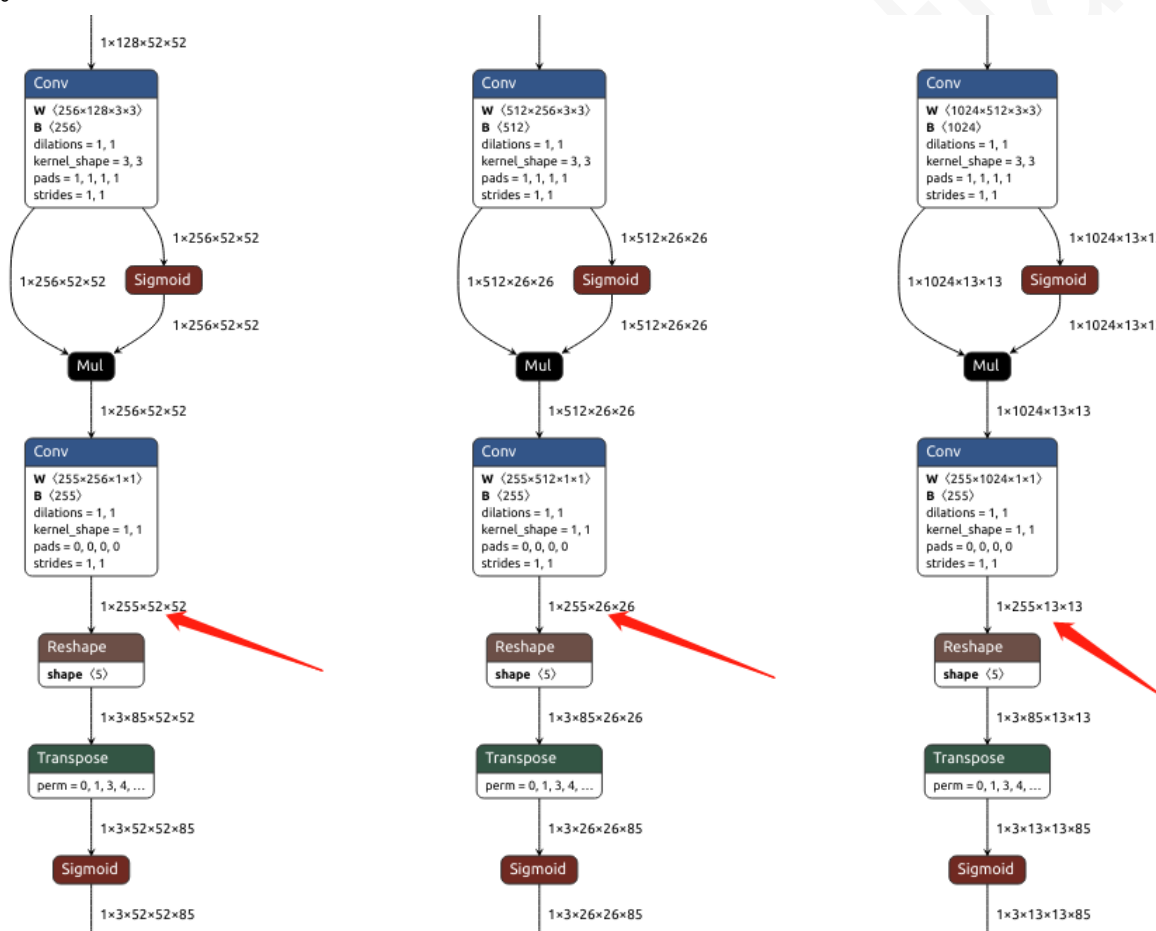 1×128×52×52
Conv
W ⟨256×128×3×3⟩
B ⟨256⟩
dilations = 1, 1
kernel_shape = 3, 3
pads = 1, 1, 1, 1
strides = 1, 1
1×256×52×52
1×256×52×52
Sigmoid
1×256×52×52
Mul
1×256×52×52
Conv
W ⟨255×256×1×1⟩
B ⟨255⟩
dilations = 1, 1
kernel_shape = 1, 1
pads = 0, 0, 0, 0
strides = 1, 1
1×255×52×52
Reshape
shape ⟨5⟩
1×3×85×52×52
Transpose
perm = 0, 1, 3, 4, ...
1×3×52×52×85
Sigmoid
1×3×52×52×85
Conv
W ⟨512×256×3×3⟩
B ⟨512⟩
dilations = 1, 1
kernel_shape = 3, 3
pads = 1, 1, 1, 1
strides = 1, 1
1×512×26×26
1×512×26×26
Sigmoid
1×512×26×26
Mul
1×512×26×26
Conv
W ⟨255×512×1×1⟩
B ⟨255⟩
dilations = 1, 1
kernel_shape = 1, 1
pads = 0, 0, 0, 0
strides = 1, 1
1×255×26×26
Reshape
shape ⟨5⟩
1×3×85×26×26
Transpose
perm = 0, 1, 3, 4, ...
1×3×26×26×85
Sigmoid
1×3×26×26×85
Conv
W ⟨1024×512×3×3⟩
B ⟨1024⟩
dilations = 1, 1
kernel_shape = 3, 3
pads = 1, 1, 1, 1
strides = 1, 1
1×1024×13×1
1×1024×13×13
Sigmoid
1×1024×13×1
Mul
1×1024×13×13
Conv
W ⟨255×1024×1×1⟩
B ⟨255⟩
dilations = 1, 1
kernel_shape = 1, 1
pads = 0, 0, 0, 0
strides = 1, 1
1×255×13×13
Reshape
shape ⟨5⟩
1×3×85×13×13
Transpose
perm = 0, 1, 3, 4, ...
1×3×13×13×85
Sigmoid
1×3×13×13×85